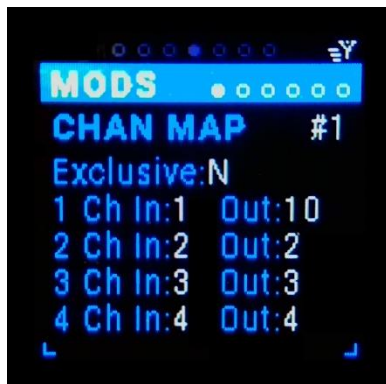 MODS
CHAN MAP #1
Exclusive:N
1 Ch In:1 Out:10
2 Ch In:2 Out:2
3 Ch In:3 Out:3
4 Ch In:4 Out:4